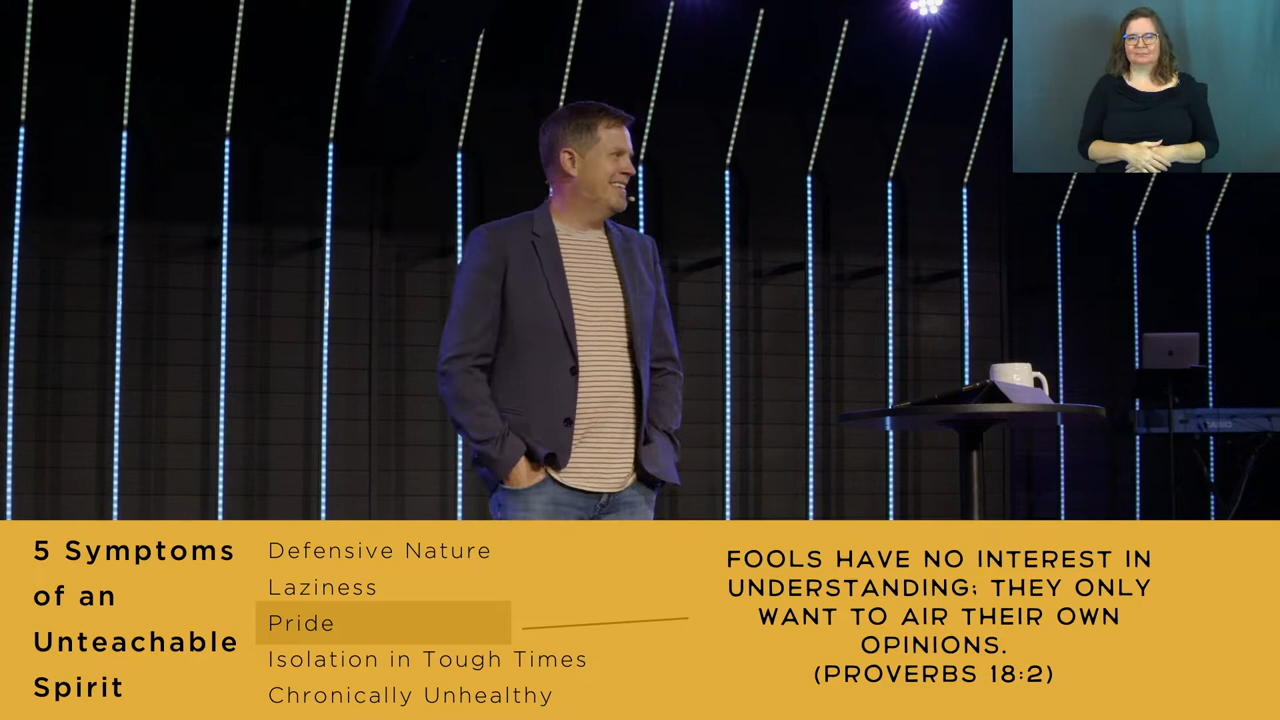 5 Symptoms
of an
Unteachable
Spirit
Defensive Nature
Laziness
Pride
Isolation in Tough Times
Chronically Unhealthy
FOOLS HAVE NO INTEREST IN
UNDERSTANDING; THEY ONLY
WANT TO AIR THEIR OWN
OPINIONS.
(PROVERBS 18:2)
CASIO